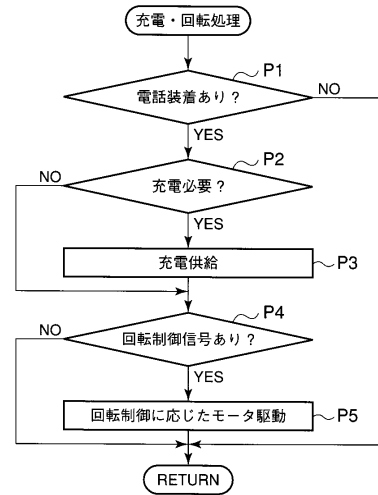 充電・回転処理
P1
電話装着あり？
NO
YES
P2
NO
充電必要？
YES
充電供給
P3
P4
NO
回転制御信号あり？
YES
回転制御に応じたモータ駆動
P5
RETURN